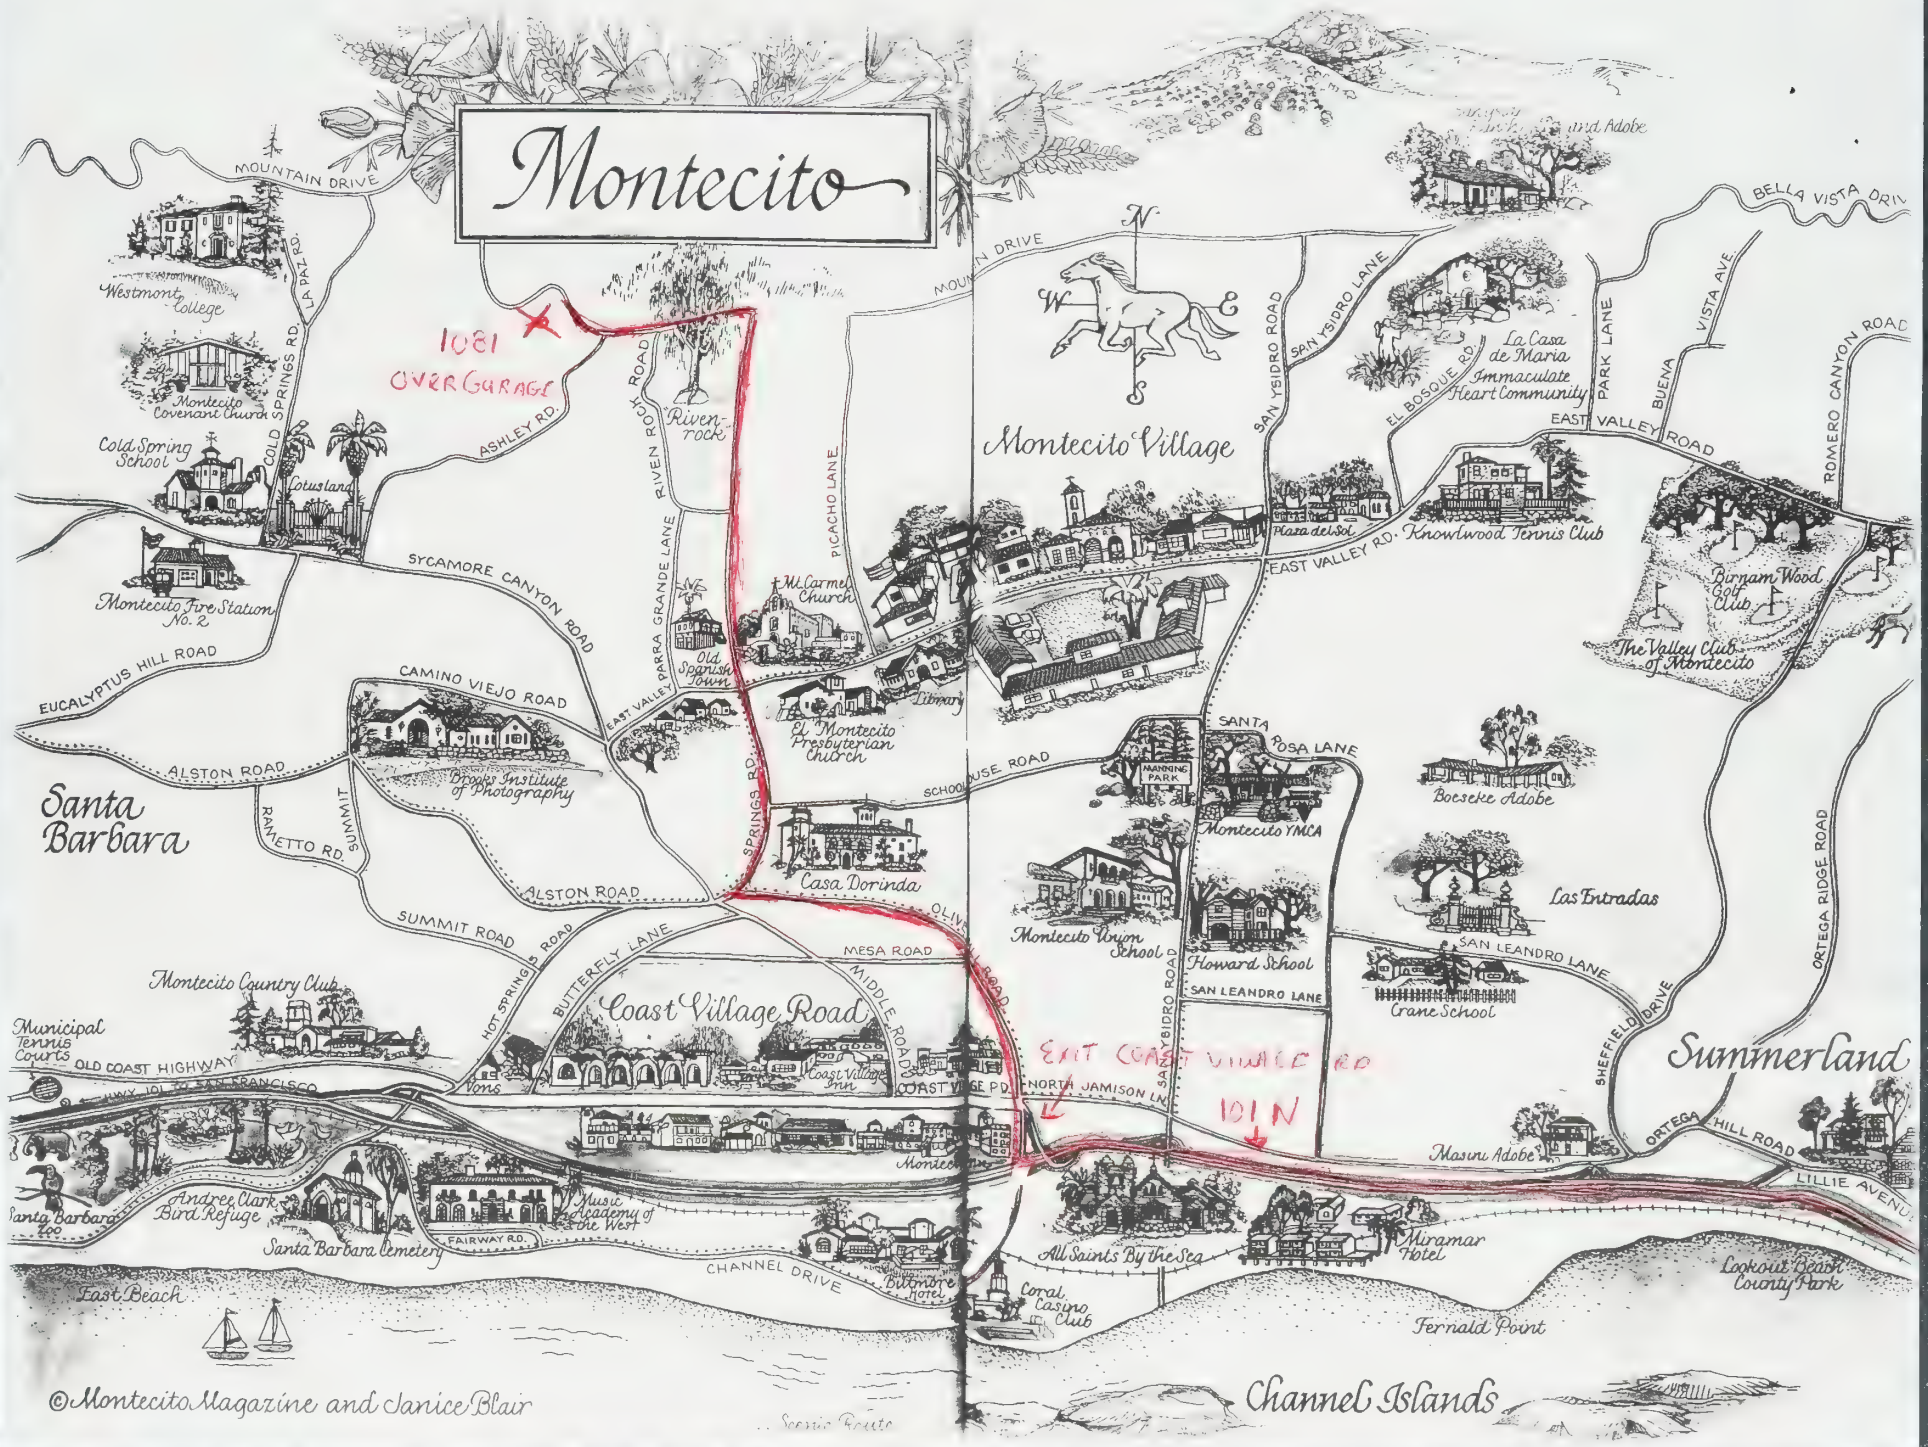 Montecito
MOUNTAIN DRIVE
BELLA VISTA
N
W
E
S
DRIVE
and Adobe
Westmont
College
LA PAZ RD.
COLD SPRINGS RD.
Montecito
Covenant Church
Cold Spring
School
Lotusland
1081
OVER GARAGE
ASHLEY RD.
RIVEN ROCK ROAD
Riven-
rock
PICACHO LANE
Montecito Village
SAN YSIDRO ROAD
SAN YSIDRO LANE
EL BOSQUE RD.
La Casa
de Maria
Immaculate
Heart Community
PARK LANE
BUENA VISTA AVE.
ROMERO CANYON ROAD
EAST VALLEY ROAD
Montecito Fire Station
No. 2
SYCAMORE CANYON ROAD
PARRA GRANDE LANE
Mt. Carmel
Church
Plaza del Sol
EAST VALLEY RD.
Knowlwood Tennis Club
Birnam Wood
Golf
Club
The Valley Club
of Montecito
EUCALYPTUS HILL ROAD
CAMINO VIEJO ROAD
Old
Spanish
Town
EAST VALLEY
Library
El Montecito
Presbyterian
Church
ALSTON ROAD
Brooks Institute
of Photography
Santa
Barbara
RAMETTO RD.
SUMMIT
SPRINGS RD.
SCHOOLHOUSE ROAD
MANNING
PARK
SANTA ROSA LANE
Montecito YMCA
Boeseke Adobe
ORTEGA RIDGE ROAD
Casa Dorinda
ALSTON ROAD
SUMMIT ROAD
HOT SPRINGS ROAD
BUTTERFLY LANE
MESA ROAD
MIDDLE ROAD
ROAD
Montecito Union
School
Howard School
Las Entradas
SAN LEANDRO LANE
SAN LEANDRO LANE
Crane School
SAN YSIDRO ROAD
SHEFFIELD DRIVE
Summerland
Montecito Country Club
Municipal
Tennis
Courts
OLD COAST HIGHWAY
HWY. 101 TO SAN FRANCISCO
Coast Village Road
Vons
Coast Village
Inn
EXIT COAST VILLAGE RD
NORTH JAMISON LN.
101 N
Masini Adobe
ORTEGA HILL ROAD
LILLIE AVENUE
Santa Barbara
Zoo
Andree Clark
Bird Refuge
Santa Barbara Cemetery
Music
Academy of
the West
FAIRWAY RD.
CHANNEL DRIVE
Biltmore
Hotel
Coral
Casino
Club
All Saints By the Sea
Miramar
Hotel
Lookout Beach
County Park
East Beach
Fernald Point
Channel Islands
© Montecito Magazine and Janice Blair
Scenic Route